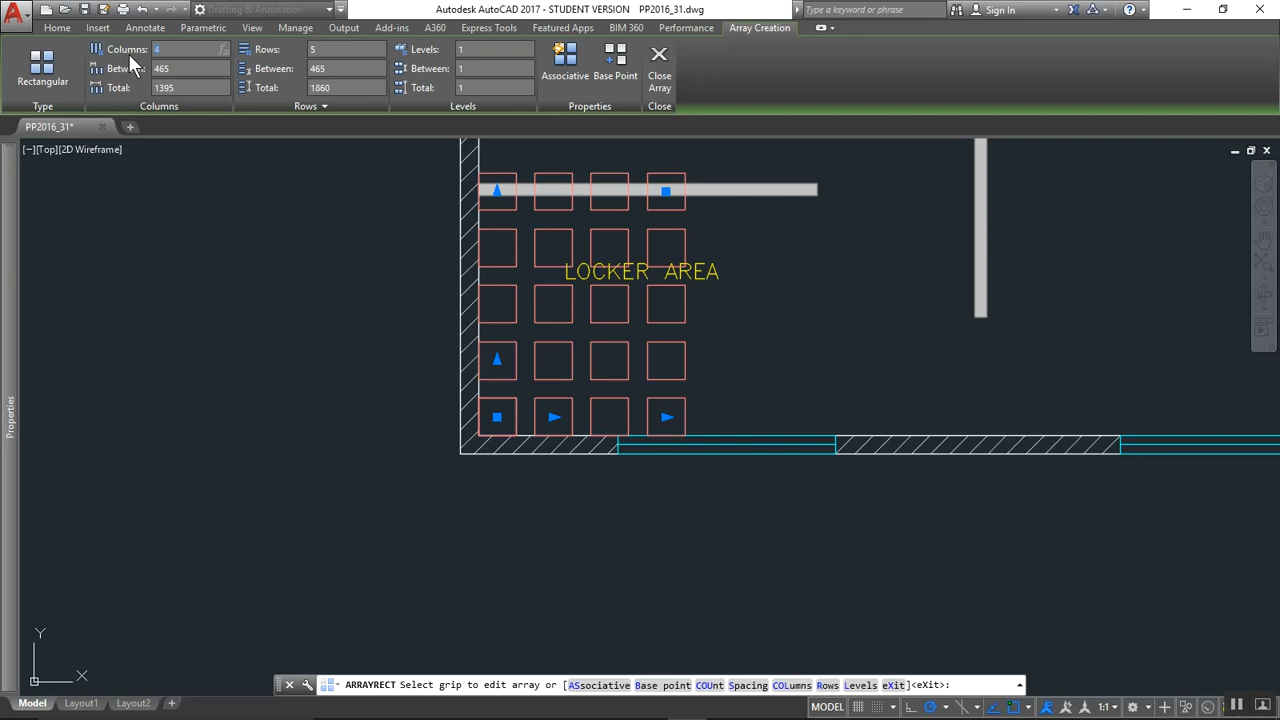 Drafting & Annotation
Autodesk AutoCAD 2017 - STUDENT VERSION PP2016_31.dwg
Type a keyword or phrase
Sign In
Home Insert Annotate Parametric View Manage Output Add-ins A360 Express Tools Featured Apps BIM 360 Performance Array Creation
Columns: 4 Rows: 5 Levels: 1
Between: 465 Between: 465 Between: 1
Total: 1395 Total: 1860 Total: 1
Rectangular Associative Base Point Close Array
Type Columns Rows Levels Properties Close
PP2016_31*
[−][Top][2D Wireframe]
LOCKER AREA
Properties
Y
X
ARRAYRECT Select grip to edit array or [ASsociative Base point COUnt Spacing COLumns Rows Levels eXit]<eXit>:
Model Layout1 Layout2 +
MODEL 1:1